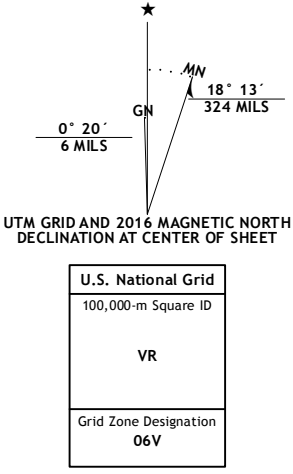 ★
MN
GN
18° 13´
324 MILS
0° 20´
6 MILS
UTM GRID AND 2016 MAGNETIC NORTH
DECLINATION AT CENTER OF SHEET
U.S. National Grid
100,000-m Square ID
VR
Grid Zone Designation
06V